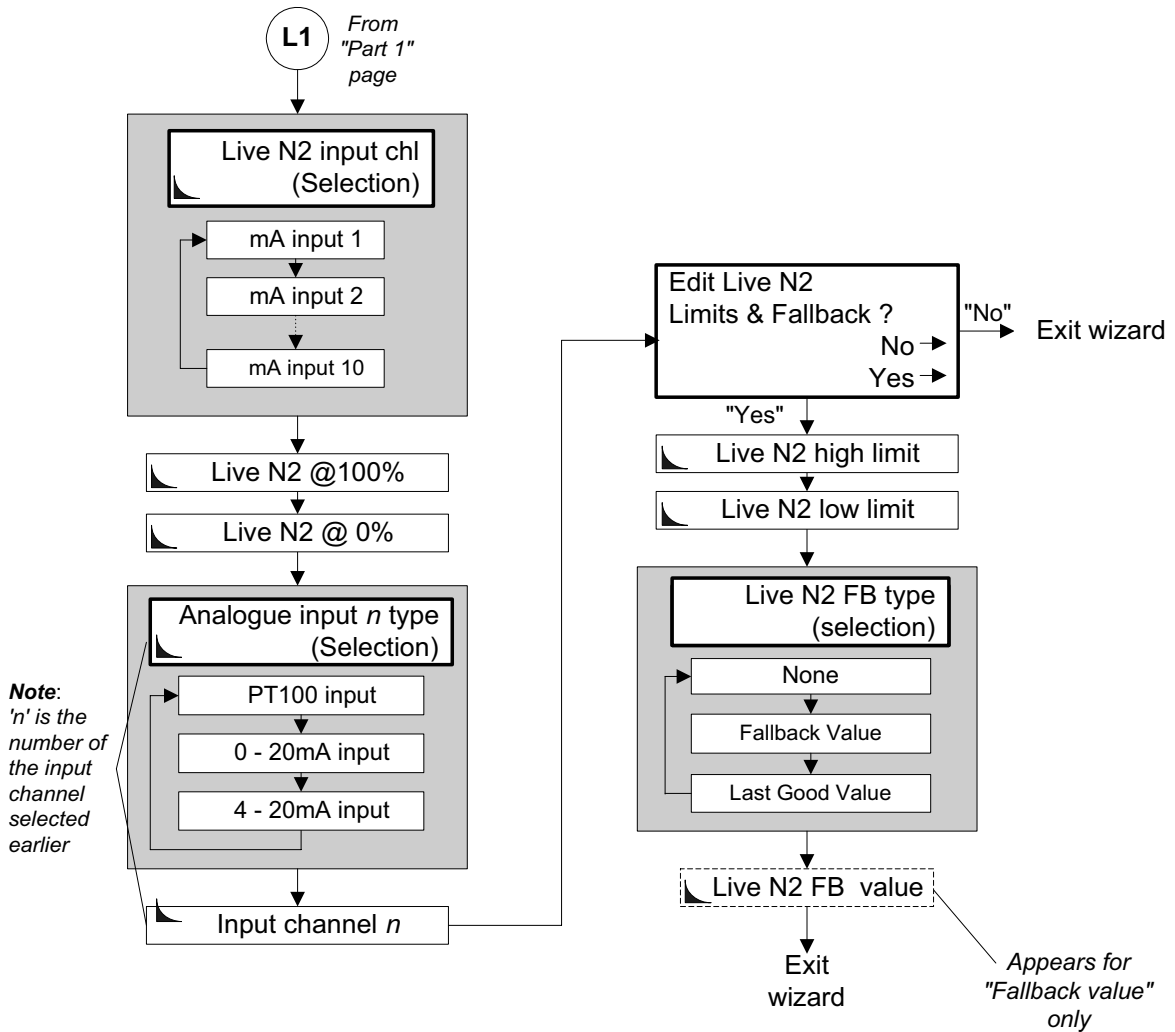 L1
From
"Part 1"
page
Live N2 input chl
(Selection)
mA input 1
mA input 2
mA input 10
Live N2 @100%
Live N2 @ 0%
Analogue input n type
(Selection)
PT100 input
0 - 20mA input
4 - 20mA input
Note:
'n' is the
number of
the input
channel
selected
earlier
Input channel n
Edit Live N2
Limits & Fallback ?
No
Yes
"No"
Exit wizard
"Yes"
Live N2 high limit
Live N2 low limit
Live N2 FB type
(selection)
None
Fallback Value
Last Good Value
Live N2 FB  value
Exit
wizard
Appears for
"Fallback value"
only